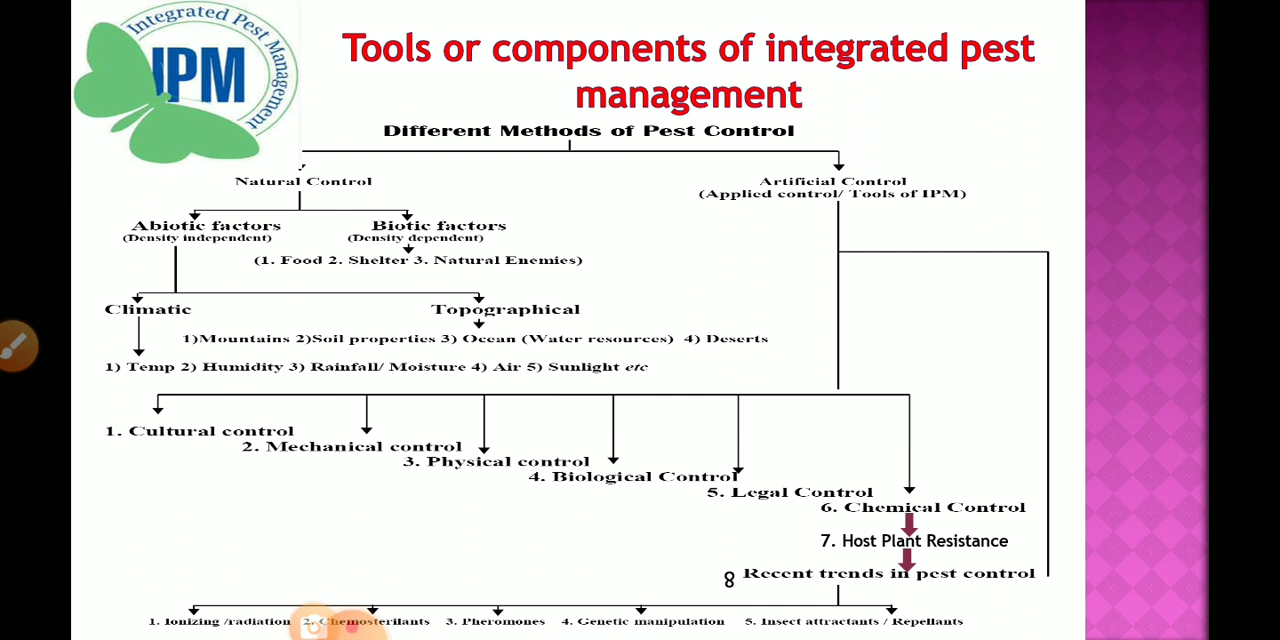 Integrated Pest Management
IPM
Tools or components of integrated pest
management
Different Methods of Pest Control
Natural Control
Artificial Control
(Applied control/ Tools of IPM)
Abiotic factors
(Density independent)
Biotic factors
(Density dependent)
(1. Food 2. Shelter 3. Natural Enemies)
Climatic
Topographical
1)Mountains 2)Soil properties 3) Ocean (Water resources) 4) Deserts
1) Temp 2) Humidity 3) Rainfall/ Moisture 4) Air 5) Sunlight etc
1. Cultural control
2. Mechanical control
3. Physical control
4. Biological Control
5. Legal Control
6. Chemical Control
7. Host Plant Resistance
8 Recent trends in pest control
1. Ionizing /radiation 2. Chemosterilants 3. Pheromones 4. Genetic manipulation 5. Insect attractants / Repellants